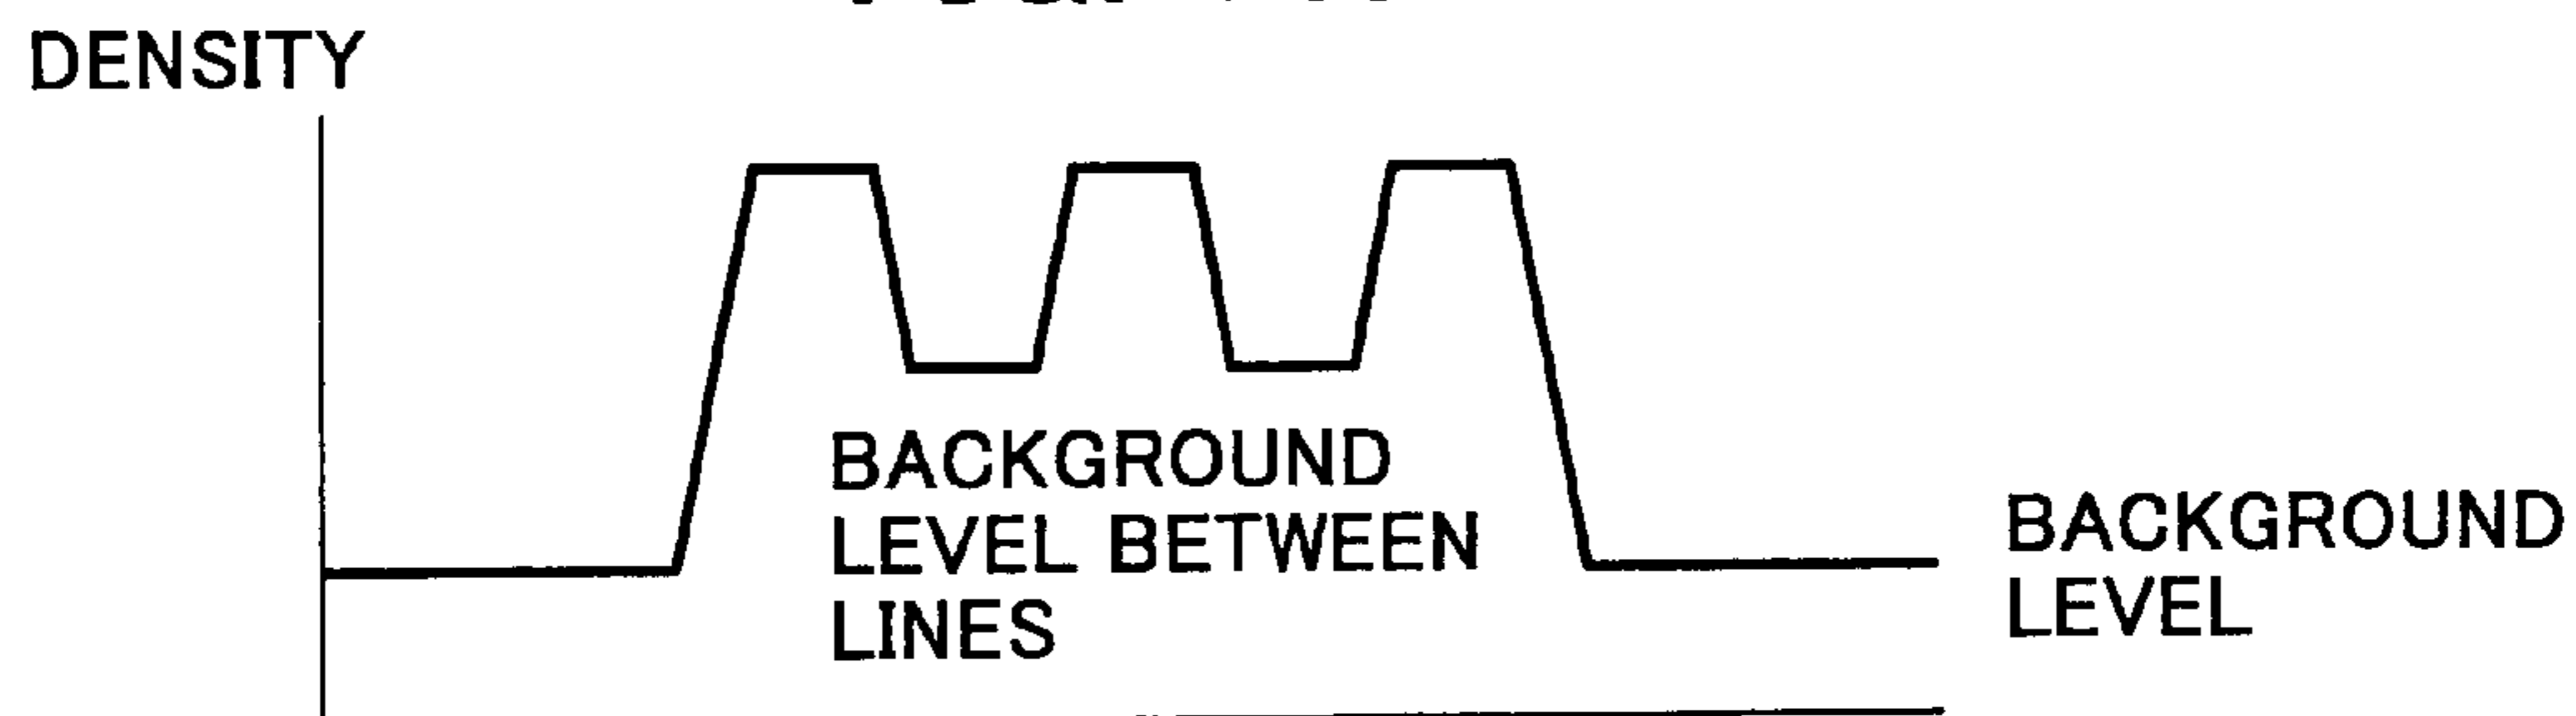 DENSITY
BACKGROUND
LEVEL BETWEEN
LINES
BACKGROUND
LEVEL